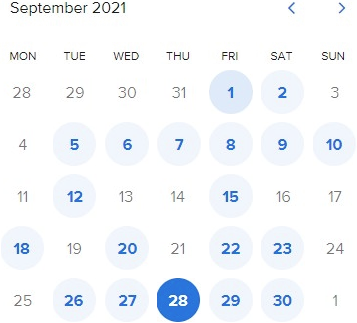 September 2021
MON TUE WED THU FRI SAT SUN
28 29 30 31 1 2 3
4 5 6 7 8 9 10
11 12 13 14 15 16 17
18 19 20 21 22 23 24
25 26 27 28 29 30 1